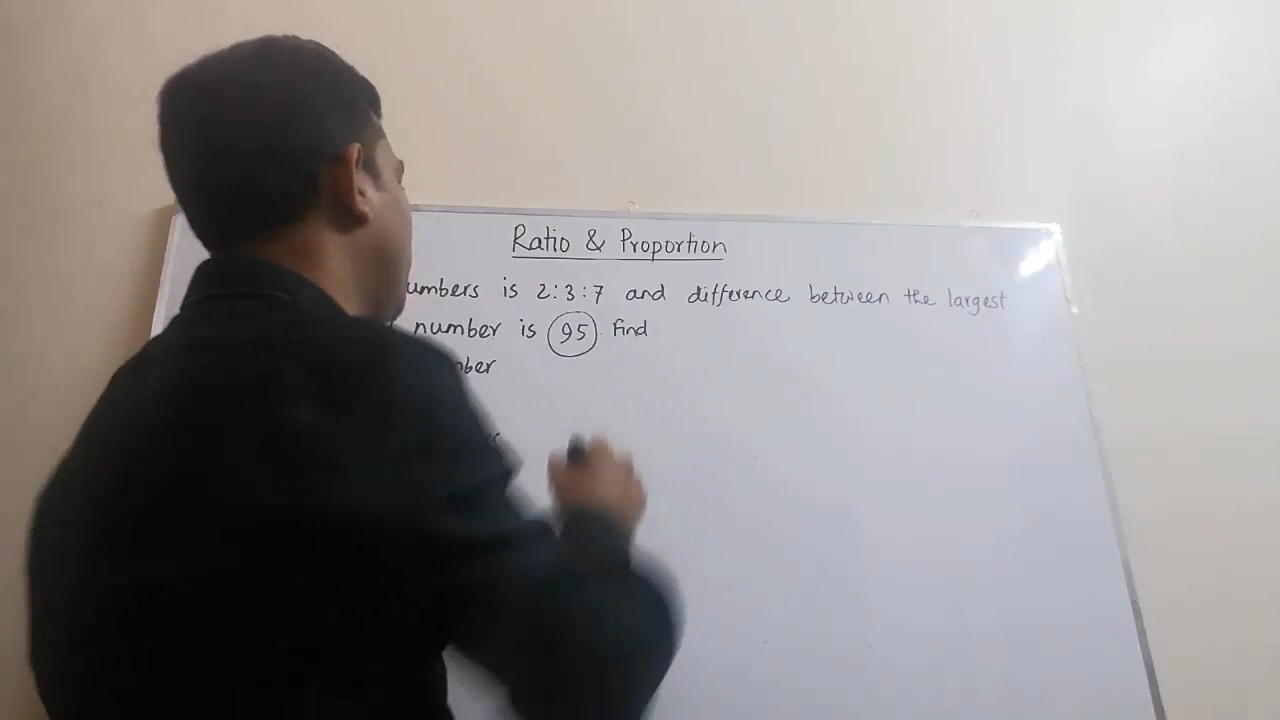 Ratio & Proportion
umbers is 2:3:7 and difference between the largest
number is 95. Find
mber